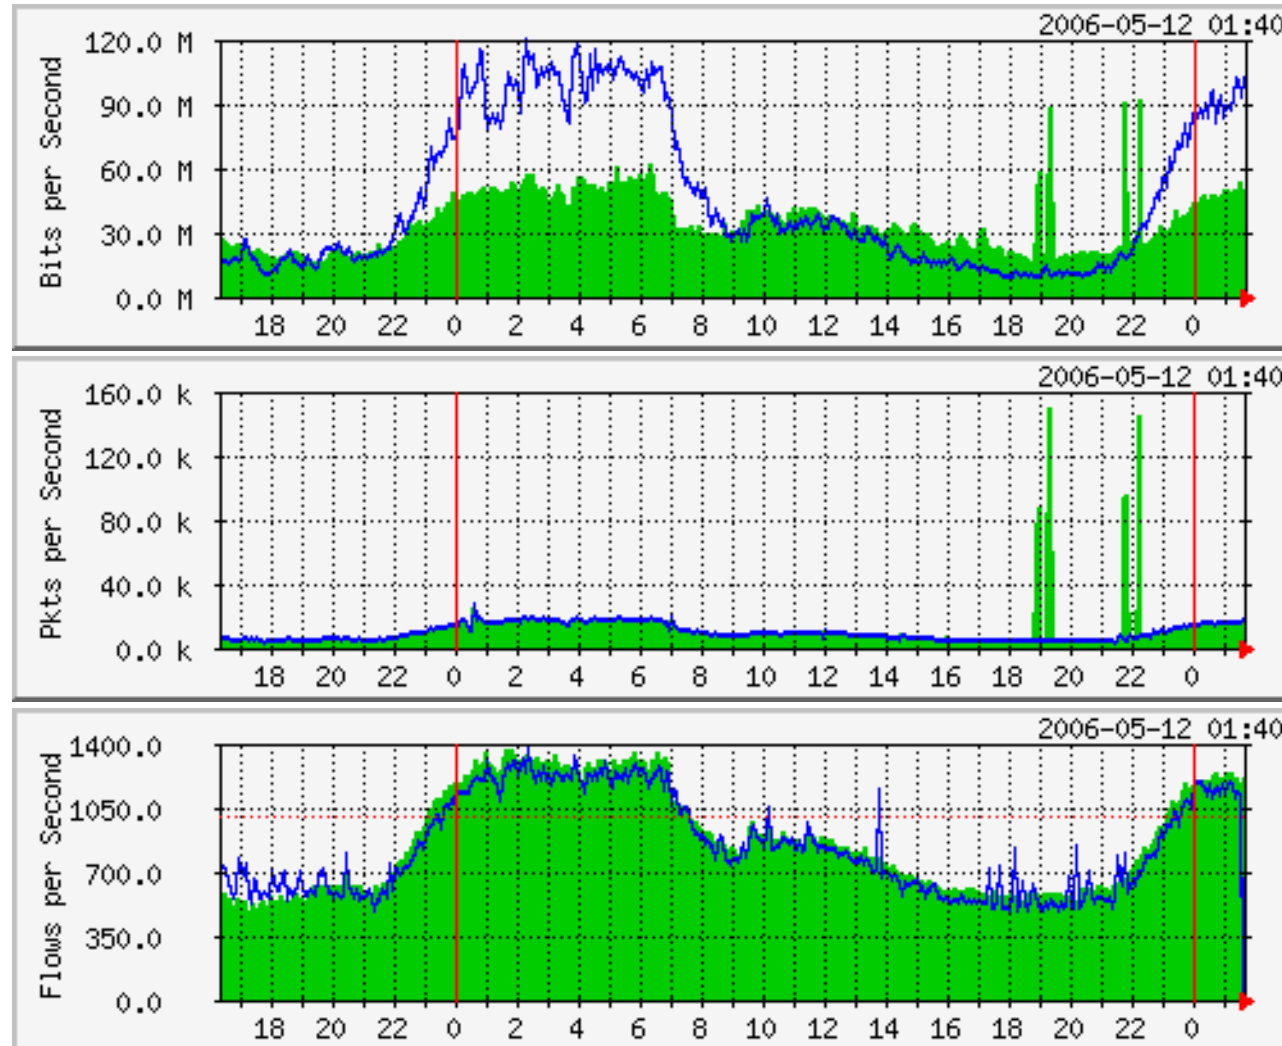 2006-05-12 01:40
Bits per Second
120.0 M
90.0 M
60.0 M
30.0 M
0.0 M
18 20 22 0 2 4 6 8 10 12 14 16 18 20 22 0
2006-05-12 01:40
Pkts per Second
160.0 k
120.0 k
80.0 k
40.0 k
0.0 k
18 20 22 0 2 4 6 8 10 12 14 16 18 20 22 0
2006-05-12 01:40
Flows per Second
1400.0
1050.0
700.0
350.0
0.0
18 20 22 0 2 4 6 8 10 12 14 16 18 20 22 0